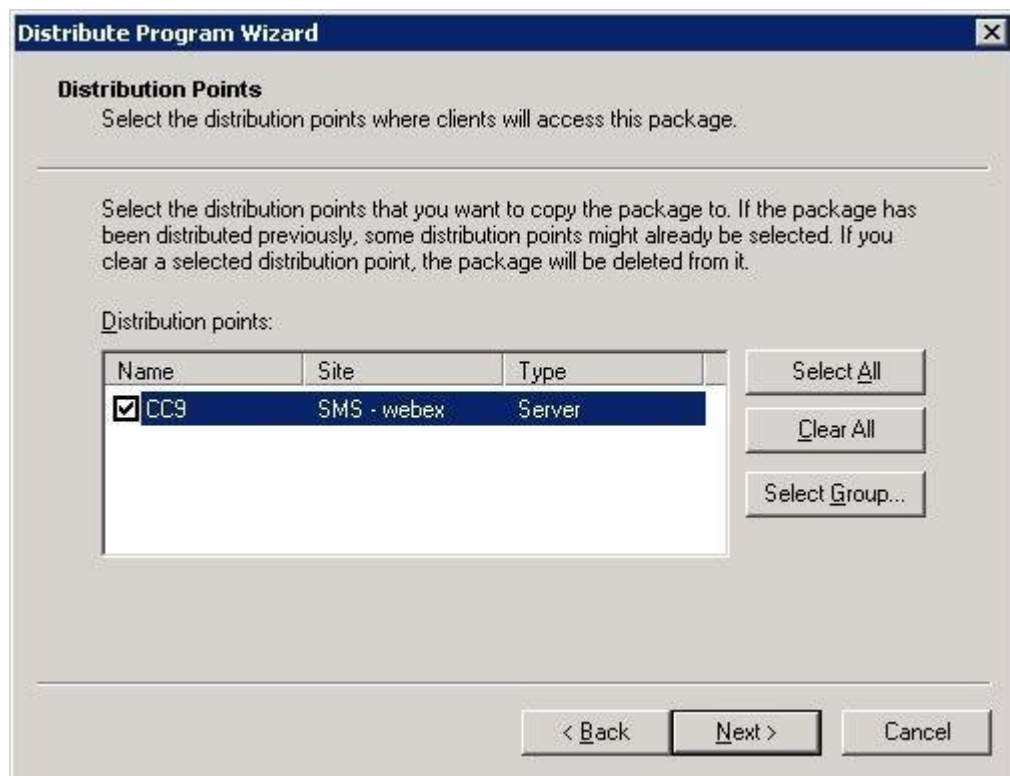 Distribute Program Wizard
Distribution Points
Select the distribution points where clients will access this package.
Select the distribution points that you want to copy the package to. If the package has
been distributed previously, some distribution points might already be selected. If you
clear a selected distribution point, the package will be deleted from it.
Distribution points:
Name Site Type
CC9 SMS - webex Server
Select All
Clear All
Select Group...
< Back Next > Cancel